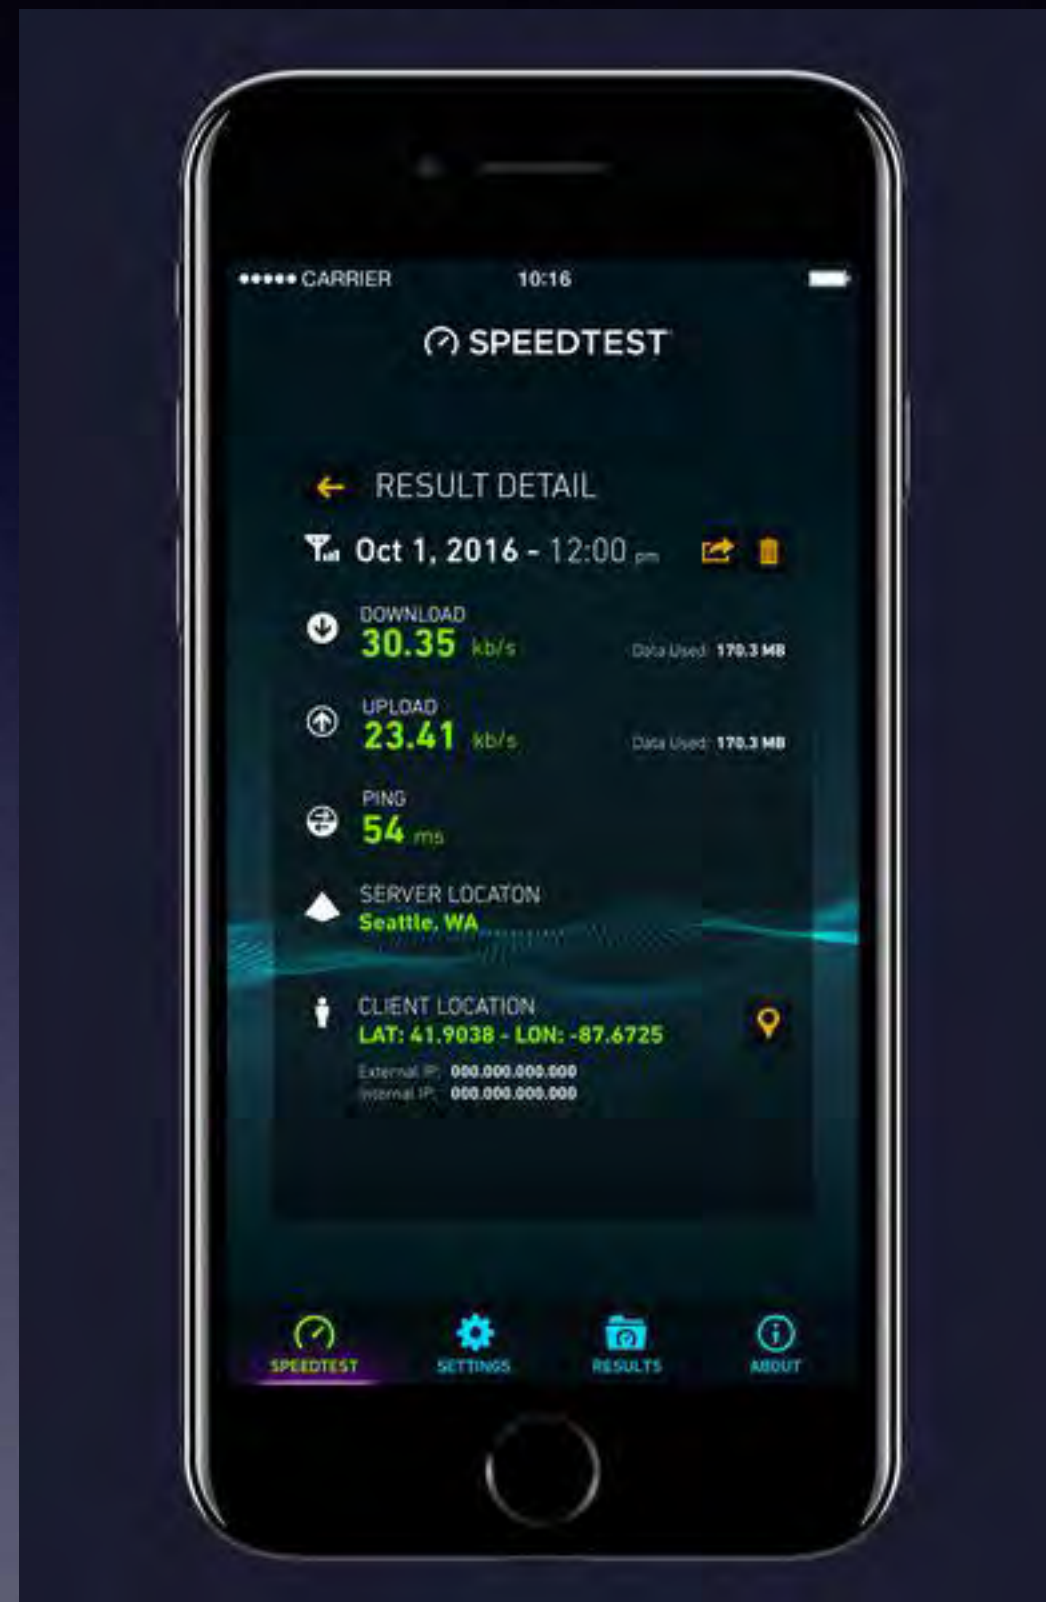 CARRIER 10:16
SPEEDTEST
RESULT DETAIL
Oct 1, 2016 - 12:00 pm
DOWNLOAD
30.35 kb/s Data Used: 170.3 MB
UPLOAD
23.41 kb/s Data Used: 170.3 MB
PING
54 ms
SERVER LOCATON
Seattle, WA
CLIENT LOCATION
LAT: 41.9038 - LON: -87.6725
External IP: 000.000.000.000
Internal IP: 000.000.000.000
SPEEDTEST SETTINGS RESULTS ABOUT